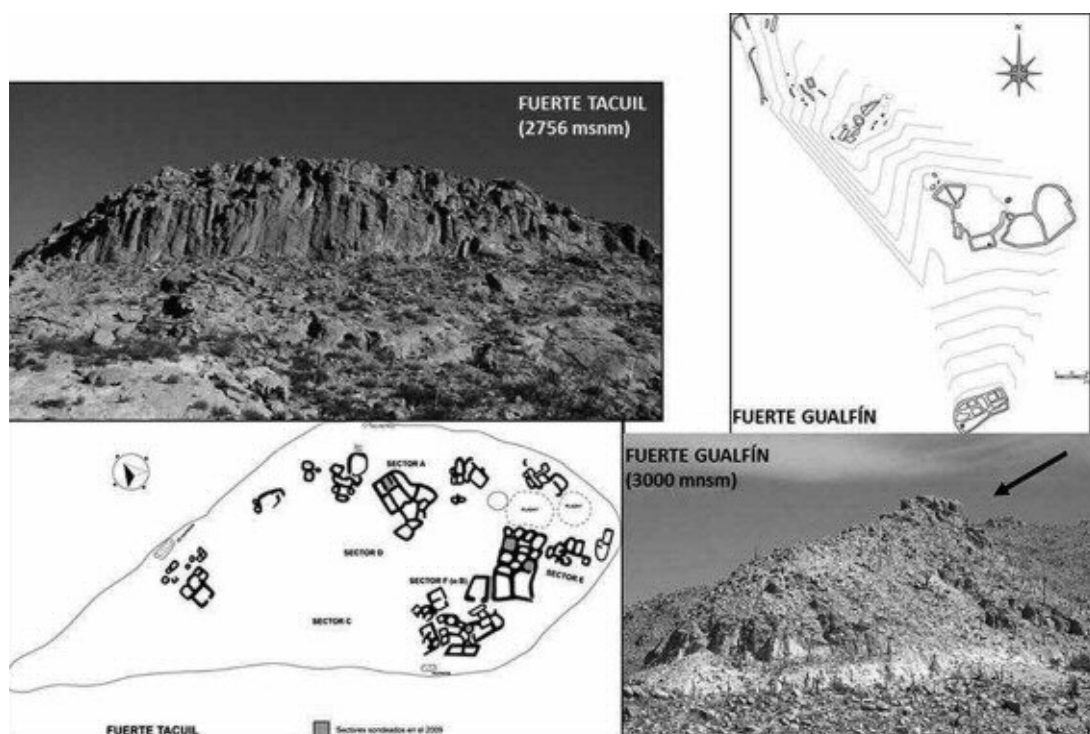 FUERTE TACUIL
(2756 msnm)
N
FUERTE GUALFÍN
SECTOR A
SECTOR D
SECTOR E
SECTOR F (o B)
SECTOR C
FUERTE TACUIL
Sectores sondeados en el 2009
FUERTE GUALFÍN
(3000 mnsm)